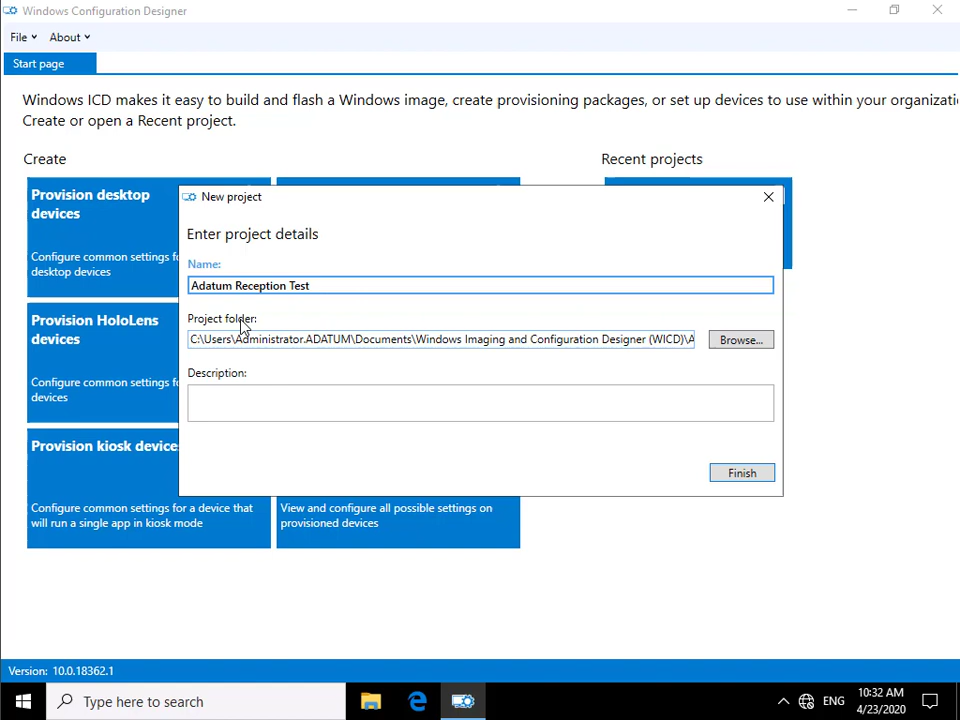 Windows Configuration Designer
File About
Start page
Windows ICD makes it easy to build and flash a Windows image, create provisioning packages, or set up devices to use within your organizati
Create or open a Recent project.
Create
Recent projects
Provision desktop
devices
Configure common settings fo
desktop devices
Provision HoloLens
devices
Configure common settings fo
devices
Provision kiosk devices
Configure common settings for a device that
will run a single app in kiosk mode
View and configure all possible settings on
provisioned devices
New project
Enter project details
Name:
Adatum Reception Test
Project folder:
C:\Users\Administrator.ADATUM\Documents\Windows Imaging and Configuration Designer (WICD)\A
Browse...
Description:
Finish
Version: 10.0.18362.1
Type here to search
ENG
10:32 AM
4/23/2020